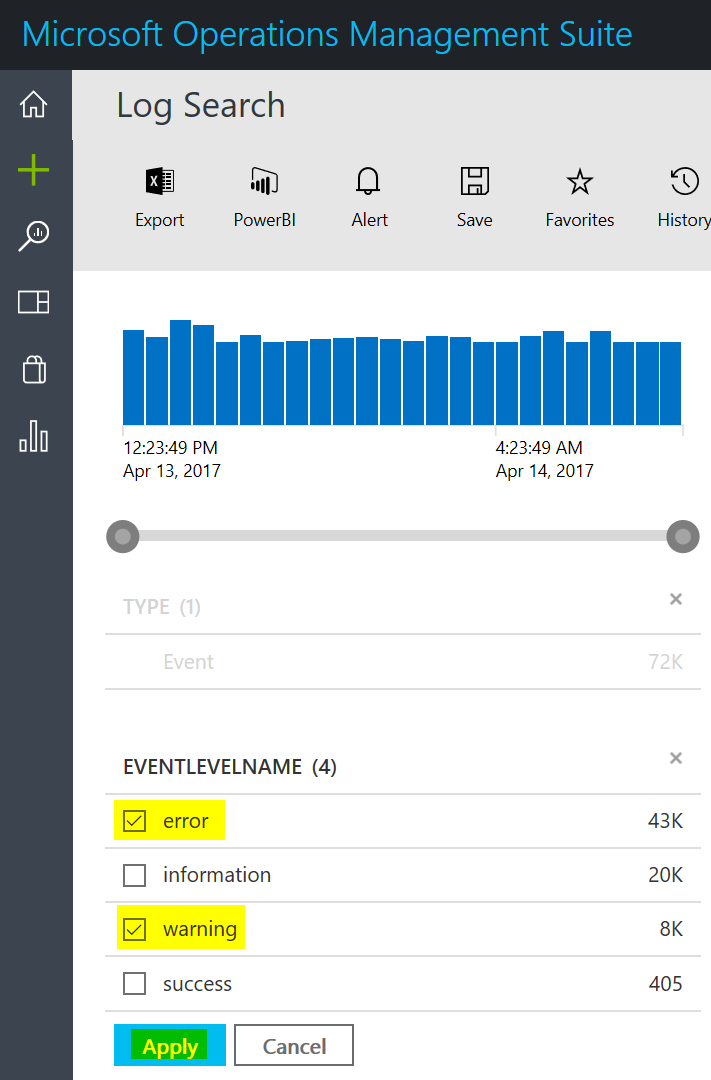 Microsoft Operations Management Suite
Log Search
Export PowerBI Alert Save Favorites History
12:23:49 PM 4:23:49 AM
Apr 13, 2017 Apr 14, 2017
TYPE (1)
Event 72K
EVENTLEVELNAME (4)
error 43K
information 20K
warning 8K
success 405
Apply Cancel